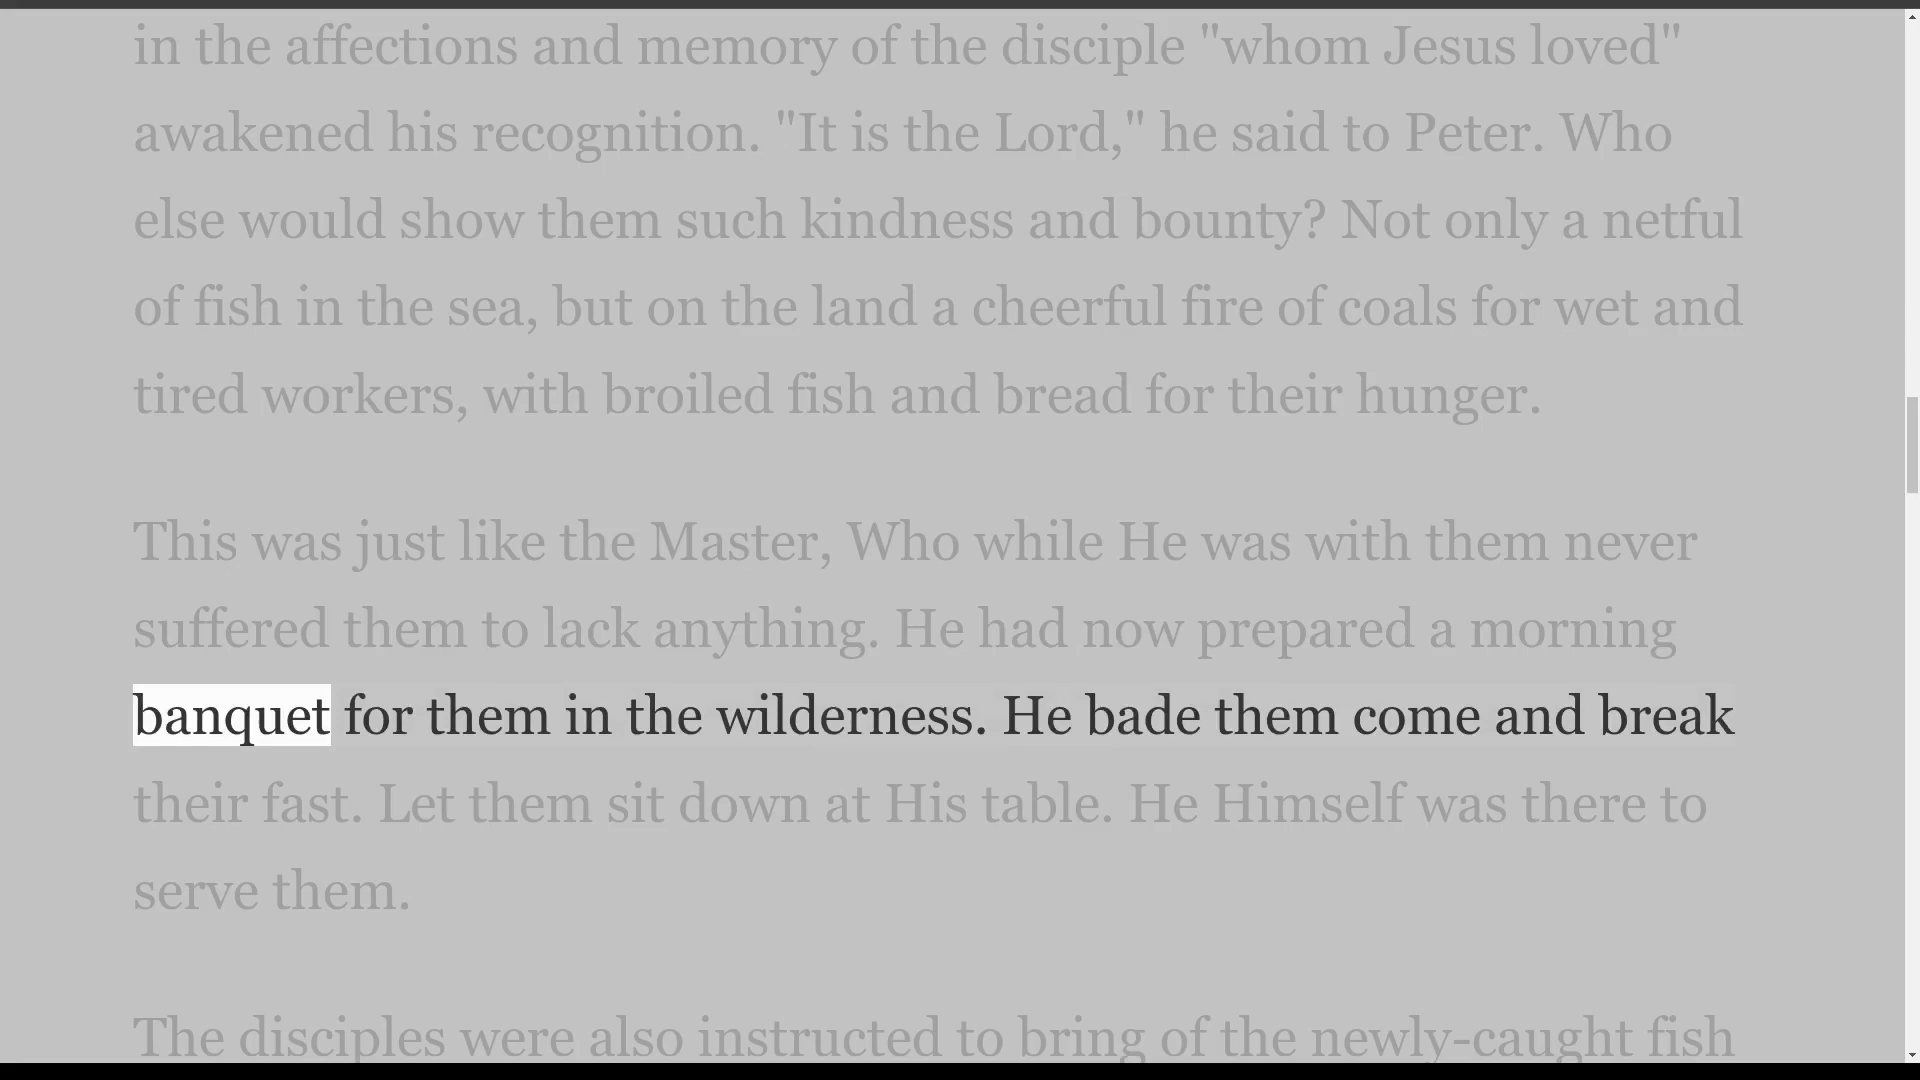 in the affections and memory of the disciple "whom Jesus loved"
awakened his recognition. "It is the Lord," he said to Peter. Who
else would show them such kindness and bounty? Not only a netful
of fish in the sea, but on the land a cheerful fire of coals for wet and
tired workers, with broiled fish and bread for their hunger.
This was just like the Master, Who while He was with them never
suffered them to lack anything. He had now prepared a morning
banquet for them in the wilderness. He bade them come and break
their fast. Let them sit down at His table. He Himself was there to
serve them.
The disciples were also instructed to bring of the newly-caught fish